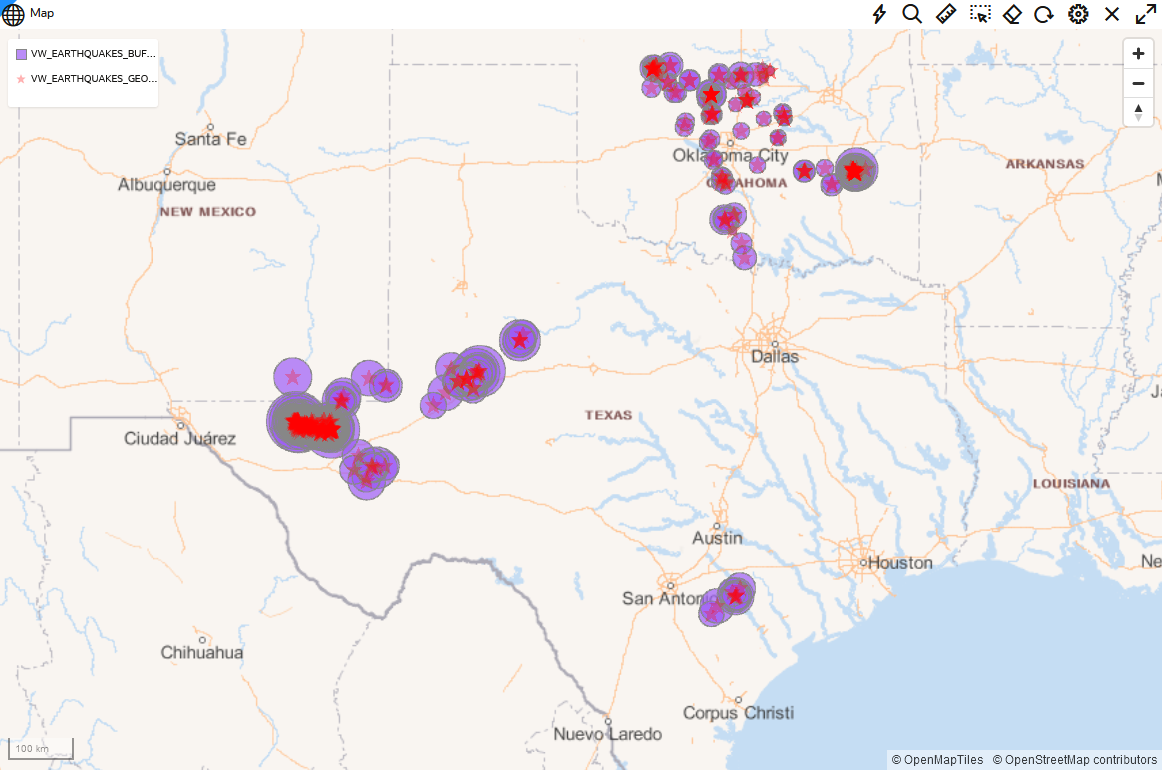 Map
VW_EARTHQUAKES_BUF...
VW_EARTHQUAKES_GEO...
Santa Fe
Albuquerque
NEW MEXICO
Oklahoma City
OKLAHOMA
ARKANSAS
Dallas
TEXAS
Ciudad Juárez
LOUISIANA
Austin
Houston
Ne
San Antonio
Chihuahua
Corpus Christi
Nuevo Laredo
100 km
© OpenMapTiles © OpenStreetMap contributors